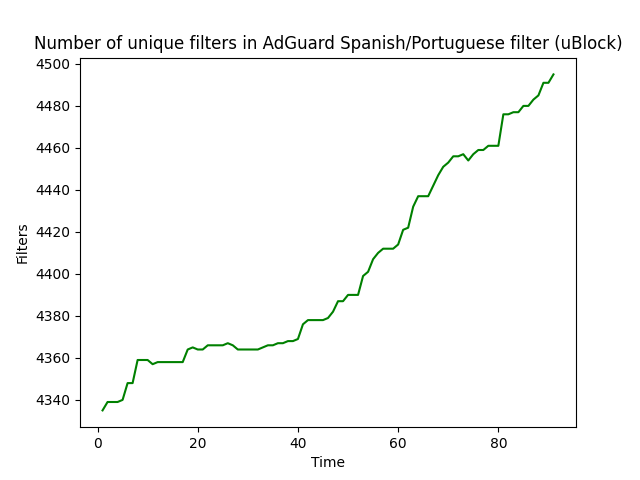 Number of unique filters in AdGuard Spanish/Portuguese filter (uBlock)
4500
4480
4460
4440
4420
4400
4380
4360
4340
Filters
0 20 40 60 80
Time